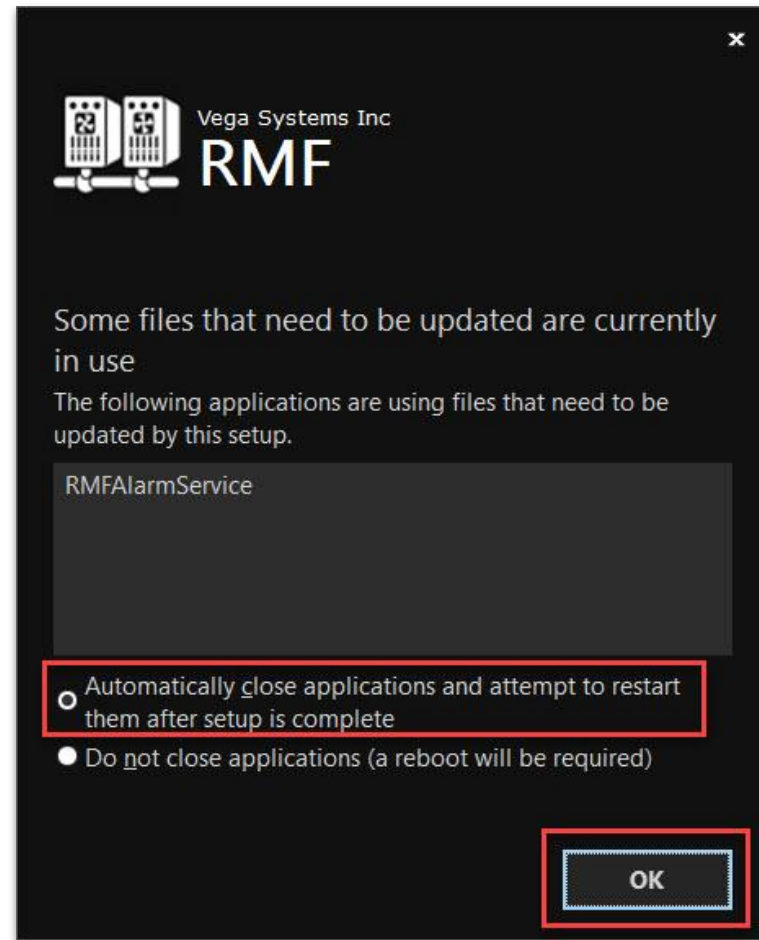 Vega Systems Inc
RMF
Some files that need to be updated are currently
in use
The following applications are using files that need to be
updated by this setup.
RMFAlarmService
Automatically close applications and attempt to restart
them after setup is complete
Do not close applications (a reboot will be required)
OK